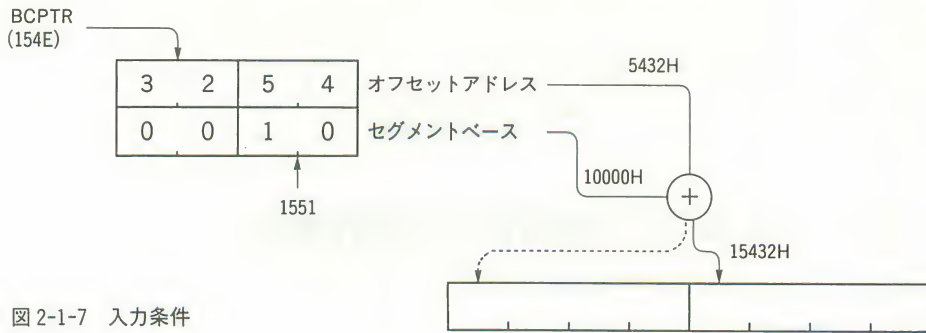 BCPTR
(154E)
3 2 5 4 オフセットアドレス
5432H
0 0 1 0 セグメントベース
10000H
+
1551
15432H
図 2-1-7 入力条件